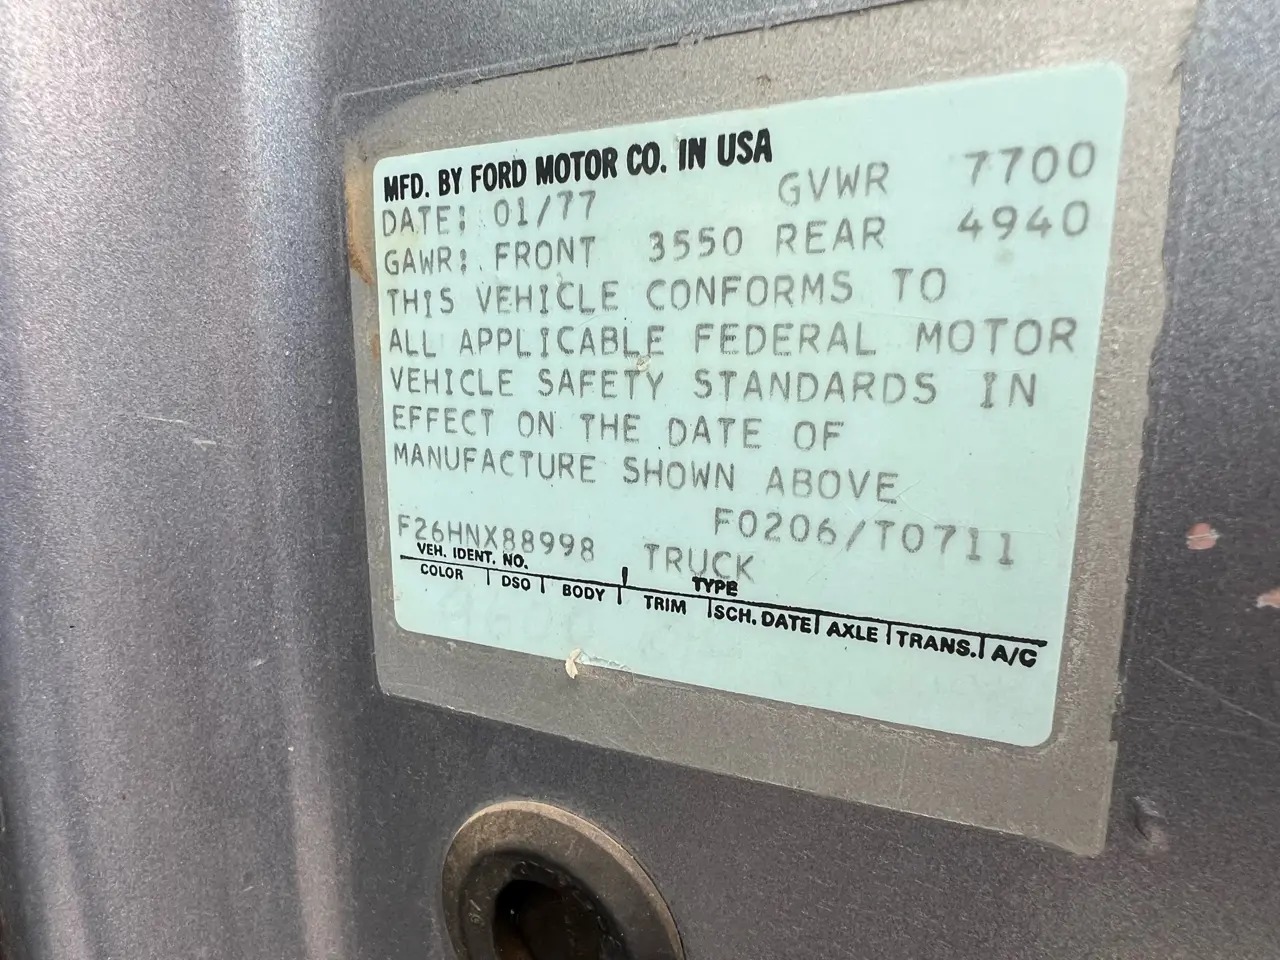 MFD. BY FORD MOTOR CO. IN USA
DATE: 01/77 GVWR 7700
GAWR: FRONT 3550 REAR 4940
THIS VEHICLE CONFORMS TO
ALL APPLICABLE FEDERAL MOTOR
VEHICLE SAFETY STANDARDS IN
EFFECT ON THE DATE OF
MANUFACTURE SHOWN ABOVE
F0206/T0711
F26HNX88998 TRUCK
VEH. IDENT. NO. TYPE
COLOR DSO BODY TRIM SCH. DATE AXLE TRANS. A/C